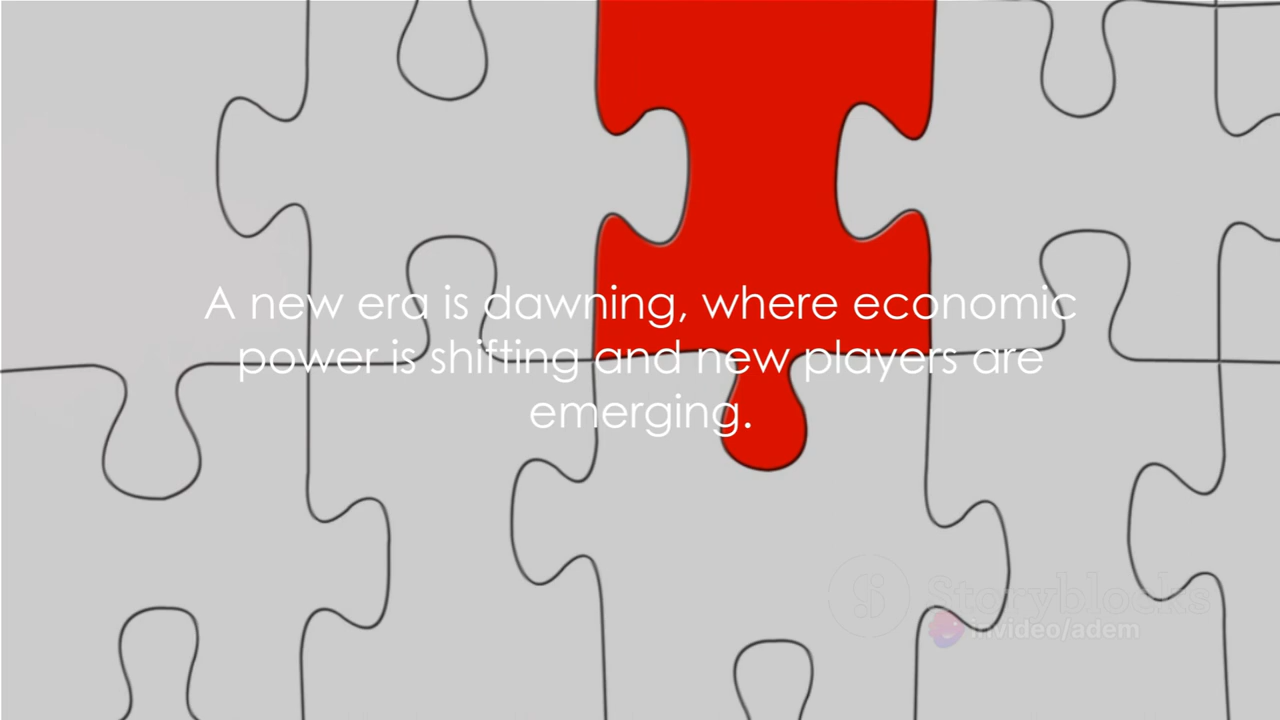 A new era is dawning, where economic
power is shifting and new players are
emerging.
Storyblocks
invideo/adem